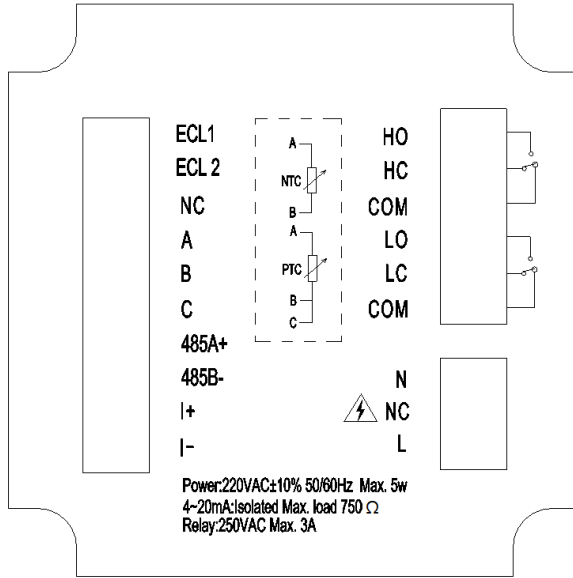 ECL1
ECL 2
NC
A
B
C
485A+
485B-
I+
I-
A
NTC
B
A
PTC
B
C
HO
HC
COM
LO
LC
COM
N
NC
L
Power:220VAC±10% 50/60Hz Max. 5w
4~20mA:Isolated Max. load 750 Ω
Relay:250VAC Max. 3A